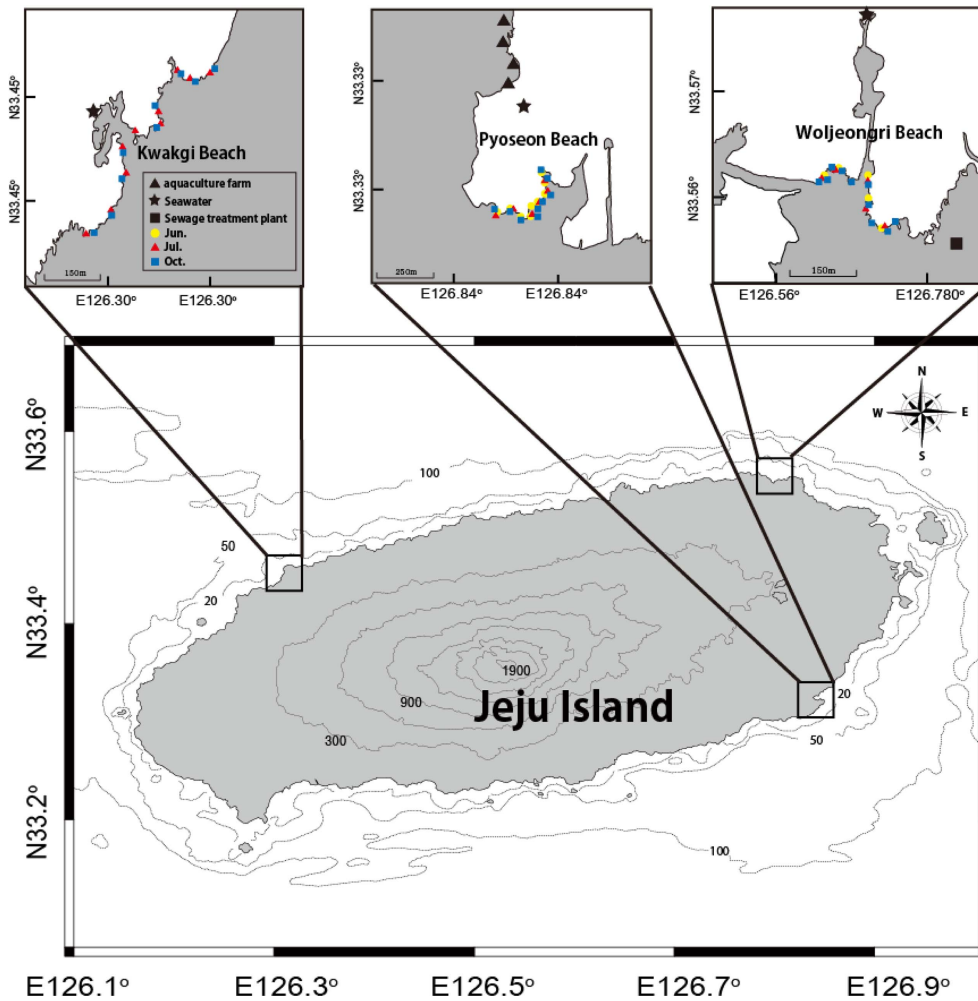 N33.45°
N33.45°
Kwakgi Beach
aquaculture farm
Seawater
Sewage treatment plant
Jun.
Jul.
Oct.
150m
E126.30°
E126.30°
N33.33°
N33.33°
Pyoseon Beach
250m
E126.84°
E126.84°
N33.57°
N33.56°
Woljeongri Beach
150m
E126.56°
E126.780°
N
W
E
S
N33.6°
N33.4°
N33.2°
100
50
20
1900
900
300
Jeju Island
20
50
100
E126.1°
E126.3°
E126.5°
E126.7°
E126.9°